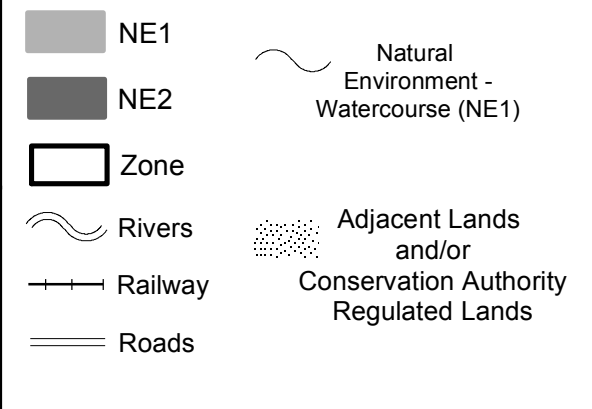 NE1
NE2
Zone
Rivers
Railway
Roads
Natural
Environment -
Watercourse (NE1)
Adjacent Lands
and/or
Conservation Authority
Regulated Lands